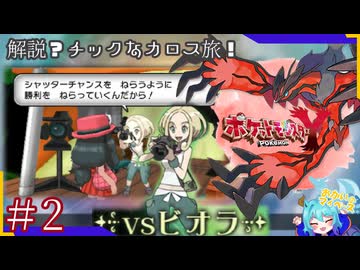 解説?チックなカロス旅!
シャッターチャンスを ねらうように
勝利を ねらっていくんだから!
ポケットモンスター
POKÉMON
#2
vsビオラ